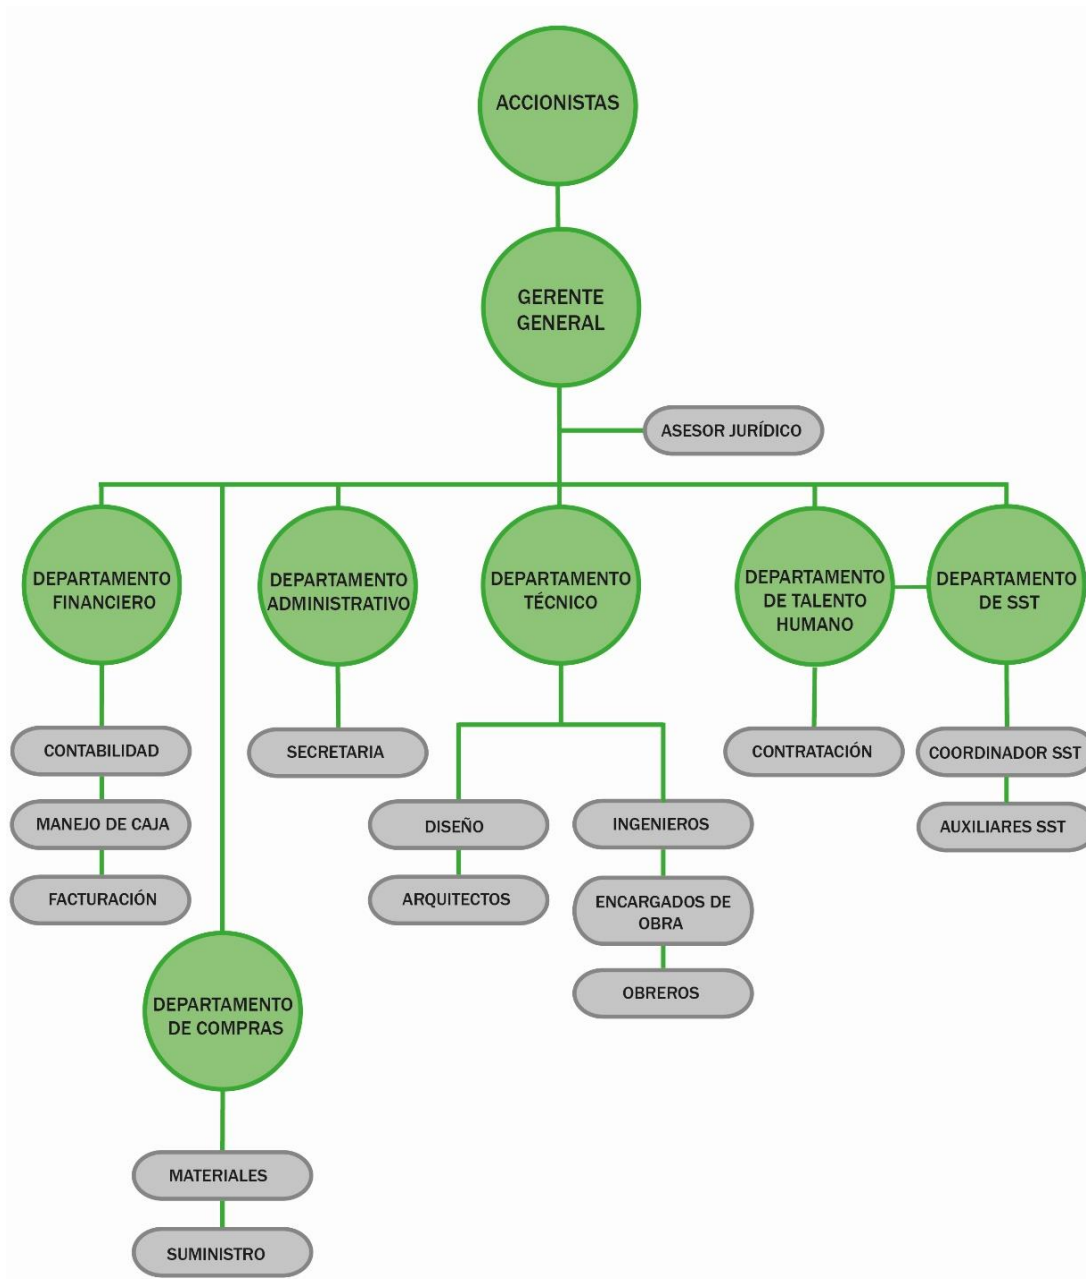 ACCIONISTAS
GERENTE
GENERAL
ASESOR JURÍDICO
DEPARTAMENTO
FINANCIERO
DEPARTAMENTO
ADMINISTRATIVO
DEPARTAMENTO
TÉCNICO
DEPARTAMENTO
DE TALENTO
HUMANO
DEPARTAMENTO
DE SST
CONTABILIDAD
MANEJO DE CAJA
FACTURACIÓN
SECRETARIA
DISEÑO
ARQUITECTOS
INGENIEROS
ENCARGADOS DE
OBRA
OBREROS
CONTRATACIÓN
COORDINADOR SST
AUXILIARES SST
DEPARTAMENTO
DE COMPRAS
MATERIALES
SUMINISTRO